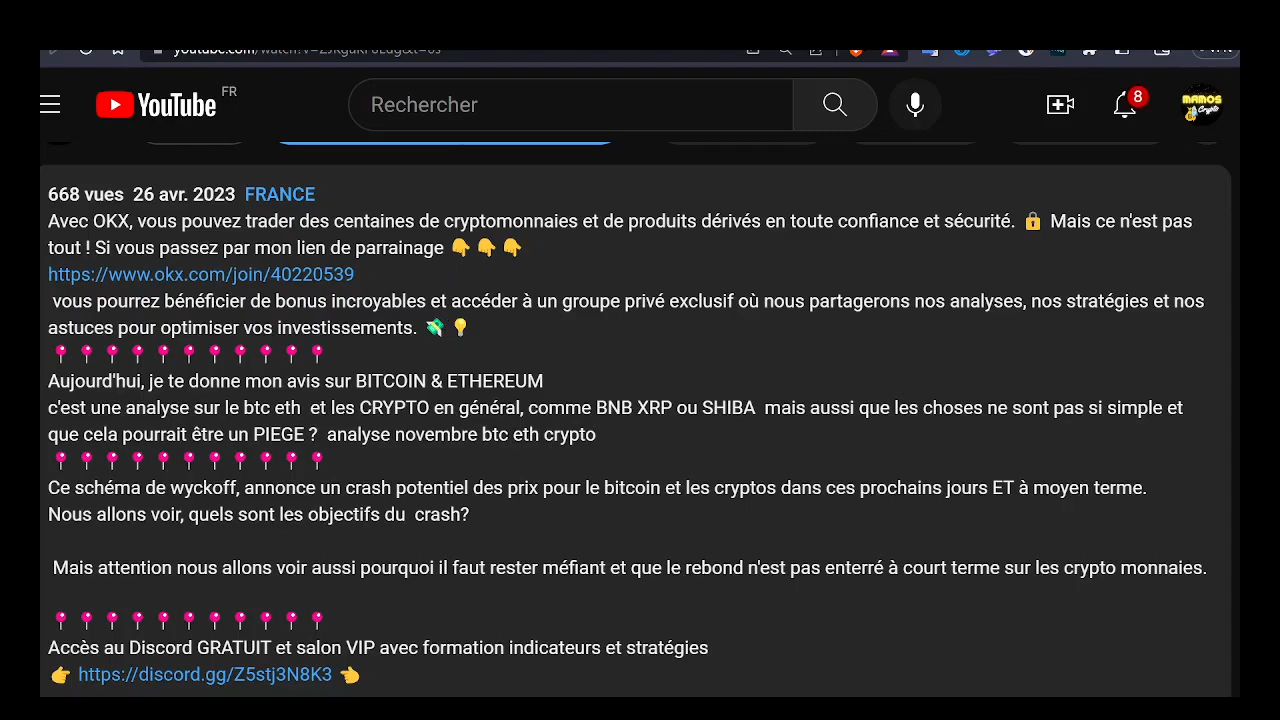 YouTube FR
Rechercher
8
MAMOS
Crypto
668 vues 26 avr. 2023 FRANCE
Avec OKX, vous pouvez trader des centaines de cryptomonnaies et de produits dérivés en toute confiance et sécurité. 🔒 Mais ce n'est pas
tout ! Si vous passez par mon lien de parrainage 👇 👇 👇
https://www.okx.com/join/40220539
vous pourrez bénéficier de bonus incroyables et accéder à un groupe privé exclusif où nous partagerons nos analyses, nos stratégies et nos
astuces pour optimiser vos investissements. 💸 💡
📍 📍 📍 📍 📍 📍 📍 📍 📍 📍 📍
Aujourd'hui, je te donne mon avis sur BITCOIN & ETHEREUM
c'est une analyse sur le btc eth et les CRYPTO en général, comme BNB XRP ou SHIBA mais aussi que les choses ne sont pas si simple et
que cela pourrait être un PIEGE ? analyse novembre btc eth crypto
📍 📍 📍 📍 📍 📍 📍 📍 📍 📍 📍
Ce schéma de wyckoff, annonce un crash potentiel des prix pour le bitcoin et les cryptos dans ces prochains jours ET à moyen terme.
Nous allons voir, quels sont les objectifs du crash?
Mais attention nous allons voir aussi pourquoi il faut rester méfiant et que le rebond n'est pas enterré à court terme sur les crypto monnaies.
📍 📍 📍 📍 📍 📍 📍 📍 📍 📍 📍
Accès au Discord GRATUIT et salon VIP avec formation indicateurs et stratégies
👉 https://discord.gg/Z5stj3N8K3 👈